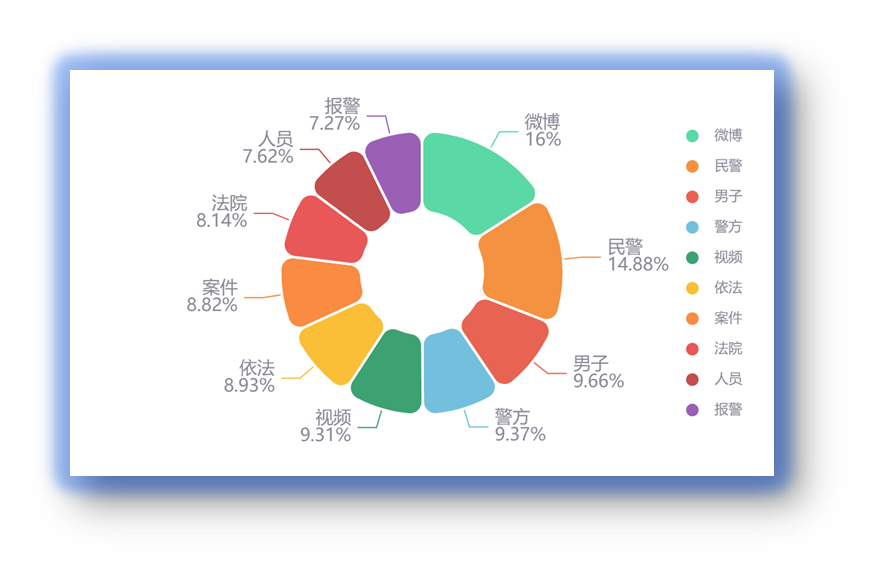 微博
16%
民警
14.88%
男子
9.66%
警方
9.37%
视频
9.31%
依法
8.93%
案件
8.82%
法院
8.14%
人员
7.62%
报警
7.27%
微博
民警
男子
警方
视频
依法
案件
法院
人员
报警